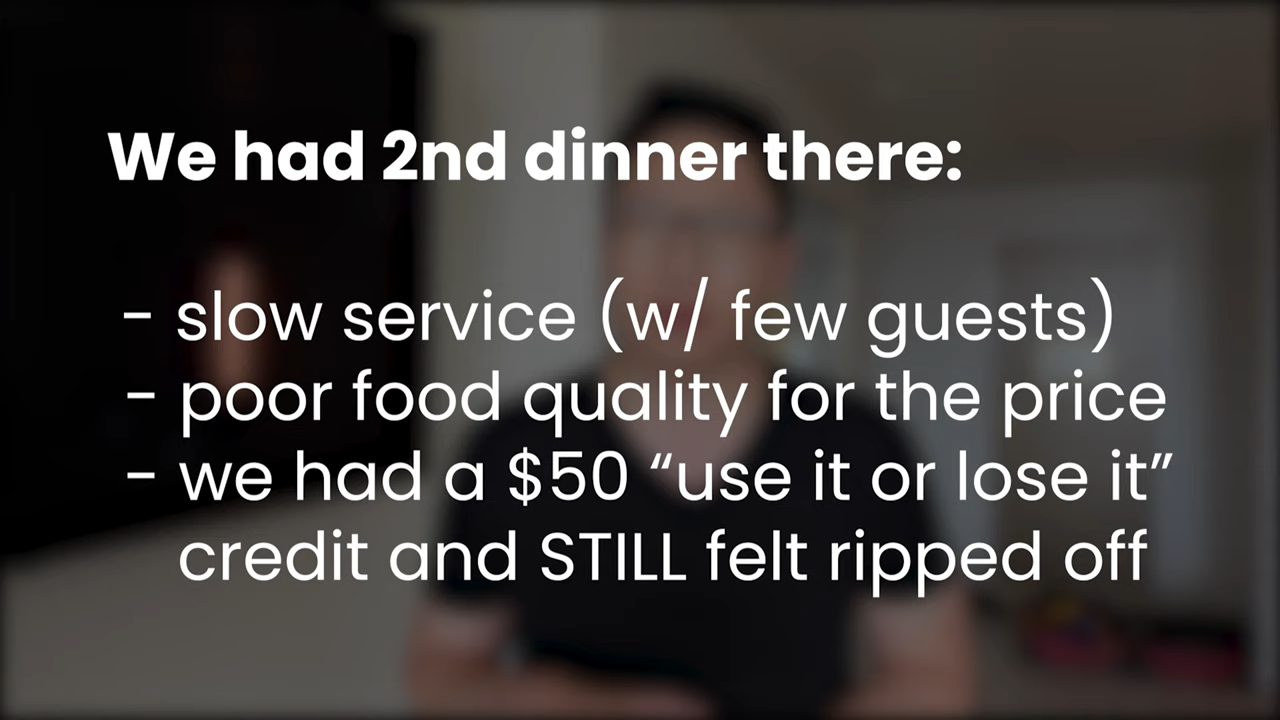 We had 2nd dinner there:
- slow service (w/ few guests)
- poor food quality for the price
- we had a $50 “use it or lose it”
credit and STILL felt ripped off